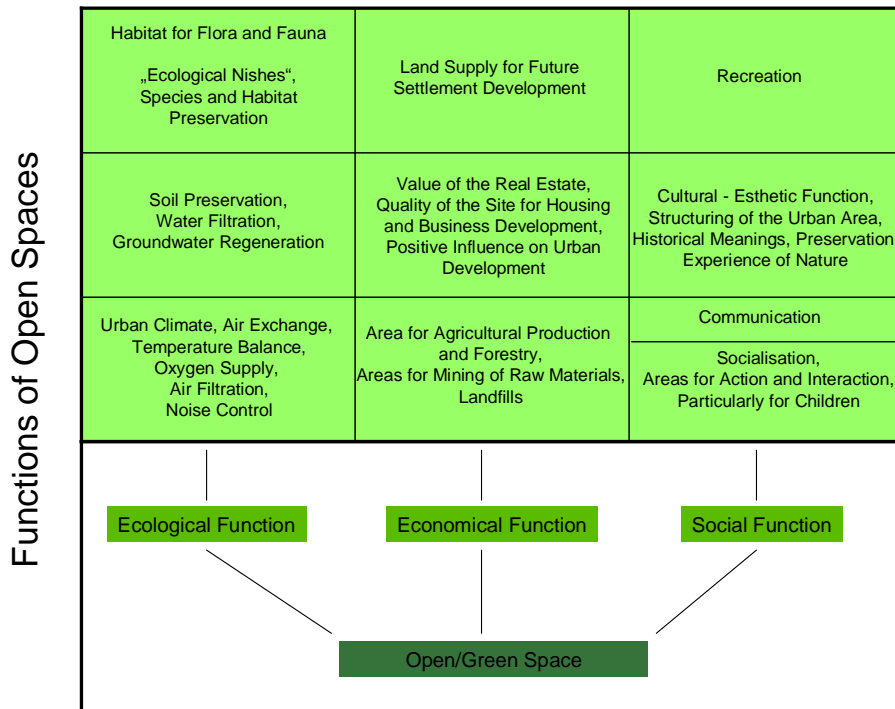 Functions of Open Spaces
Habitat for Flora and Fauna
„Ecological Nishes“,
Species and Habitat
Preservation
Land Supply for Future
Settlement Development
Recreation
Soil Preservation,
Water Filtration,
Groundwater Regeneration
Value of the Real Estate,
Quality of the Site for Housing
and Business Development,
Positive Influence on Urban
Development
Cultural - Esthetic Function,
Structuring of the Urban Area,
Historical Meanings, Preservation
Experience of Nature
Urban Climate, Air Exchange,
Temperature Balance,
Oxygen Supply,
Air Filtration,
Noise Control
Area for Agricultural Production
and Forestry,
Areas for Mining of Raw Materials,
Landfills
Communication
Socialisation,
Areas for Action and Interaction,
Particularly for Children
Ecological Function
Economical Function
Social Function
Open/Green Space